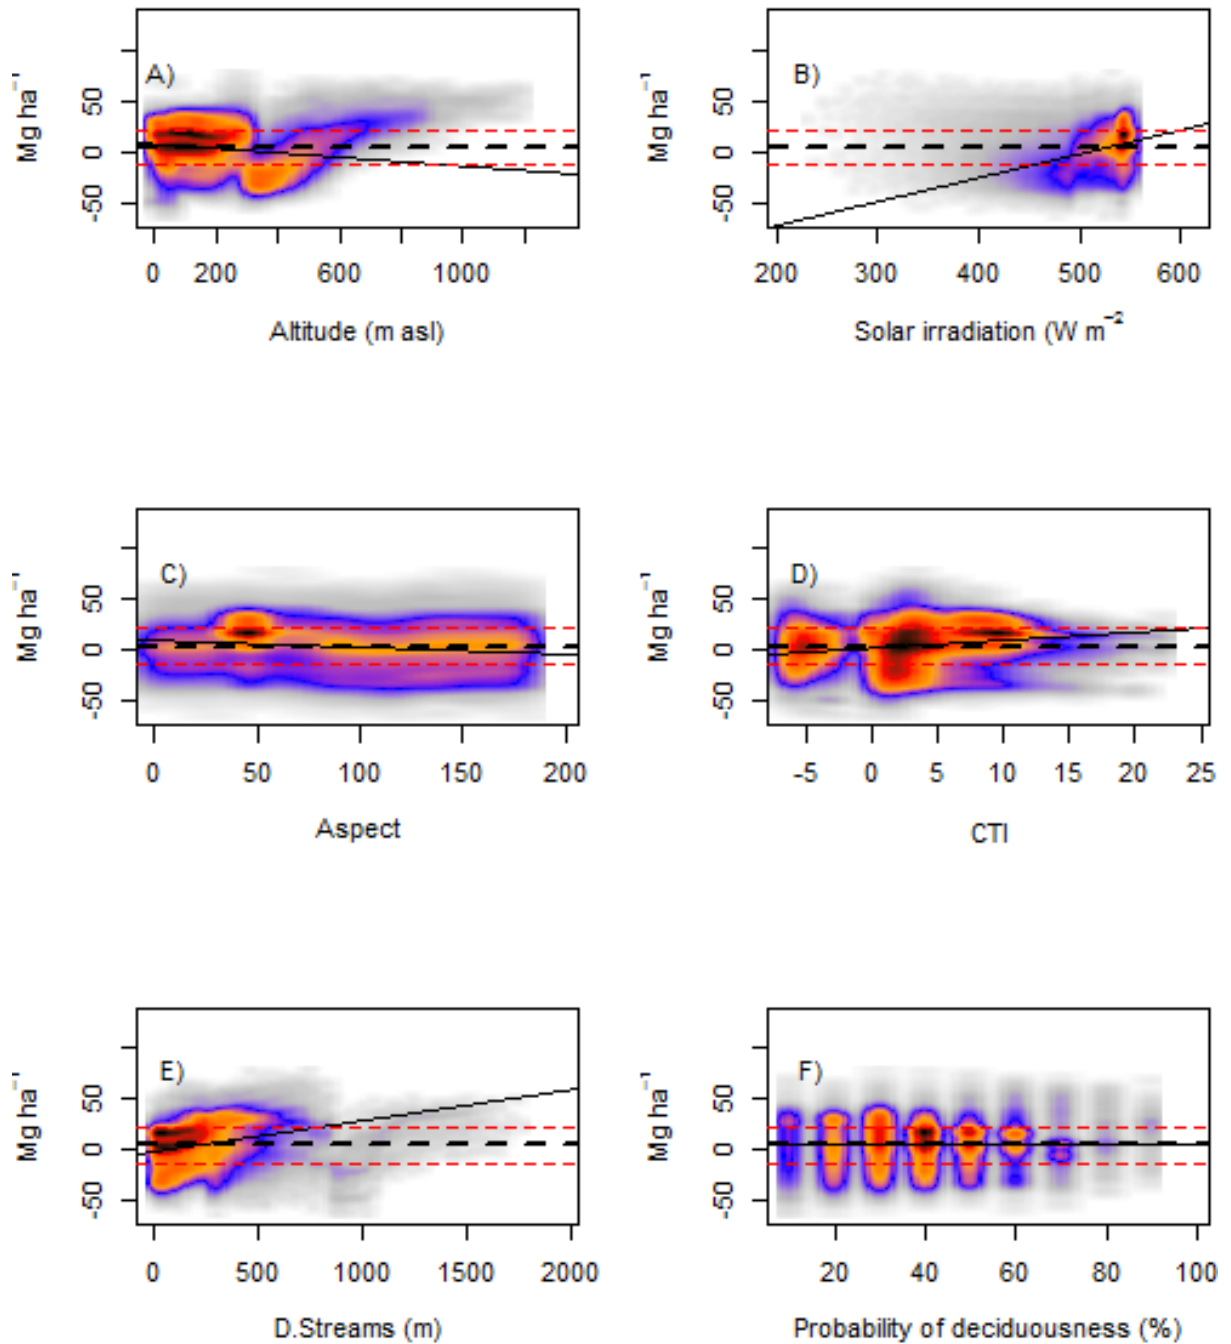 Mg ha⁻¹
50
0
-50
A)
0 200 600 1000
Altitude (m asl)
Mg ha⁻¹
50
0
-50
B)
200 300 400 500 600
Solar irradiation (W m⁻²
Mg ha⁻¹
50
0
-50
C)
0 50 100 150 200
Aspect
Mg ha⁻¹
50
0
-50
D)
-5 0 5 10 15 20 25
CTI
Mg ha⁻¹
50
0
-50
E)
0 500 1000 1500 2000
D.Streams (m)
Mg ha⁻¹
50
0
-50
F)
20 40 60 80 100
Probability of deciduousness (%)